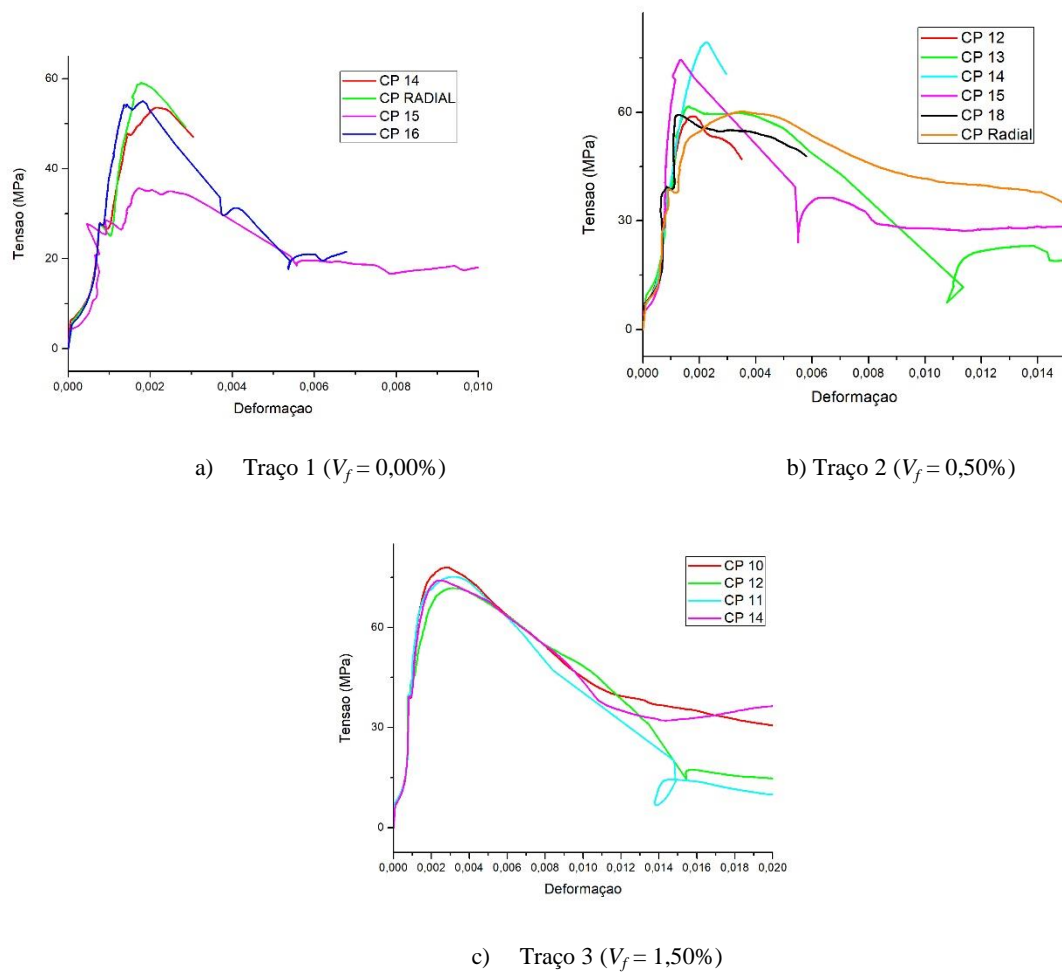 CP 14
CP RADIAL
CP 15
CP 16
Tensao (MPa)
60
40
20
0
0,000 0,002 0,004 0,006 0,008 0,010
Deformaçao
CP 12
CP 13
CP 14
CP 15
CP 18
CP Radial
Tensao (MPa)
60
30
0
0,000 0,002 0,004 0,006 0,008 0,010 0,012 0,014
Deformaçao
a) Traço 1 (Vf = 0,00%)
b) Traço 2 (Vf = 0,50%)
CP 10
CP 12
CP 11
CP 14
Tensao (MPa)
60
30
0
0,000 0,002 0,004 0,006 0,008 0,010 0,012 0,014 0,016 0,018 0,020
Deformaçao
c) Traço 3 (Vf = 1,50%)